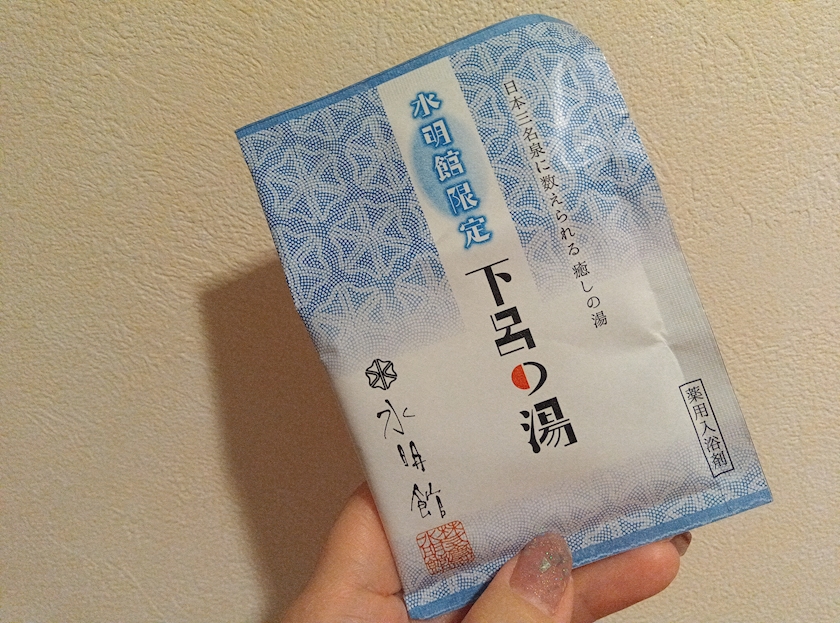 日本三名泉に数えられる 癒しの湯
水明館限定
下呂の湯
薬用入浴剤
水明館